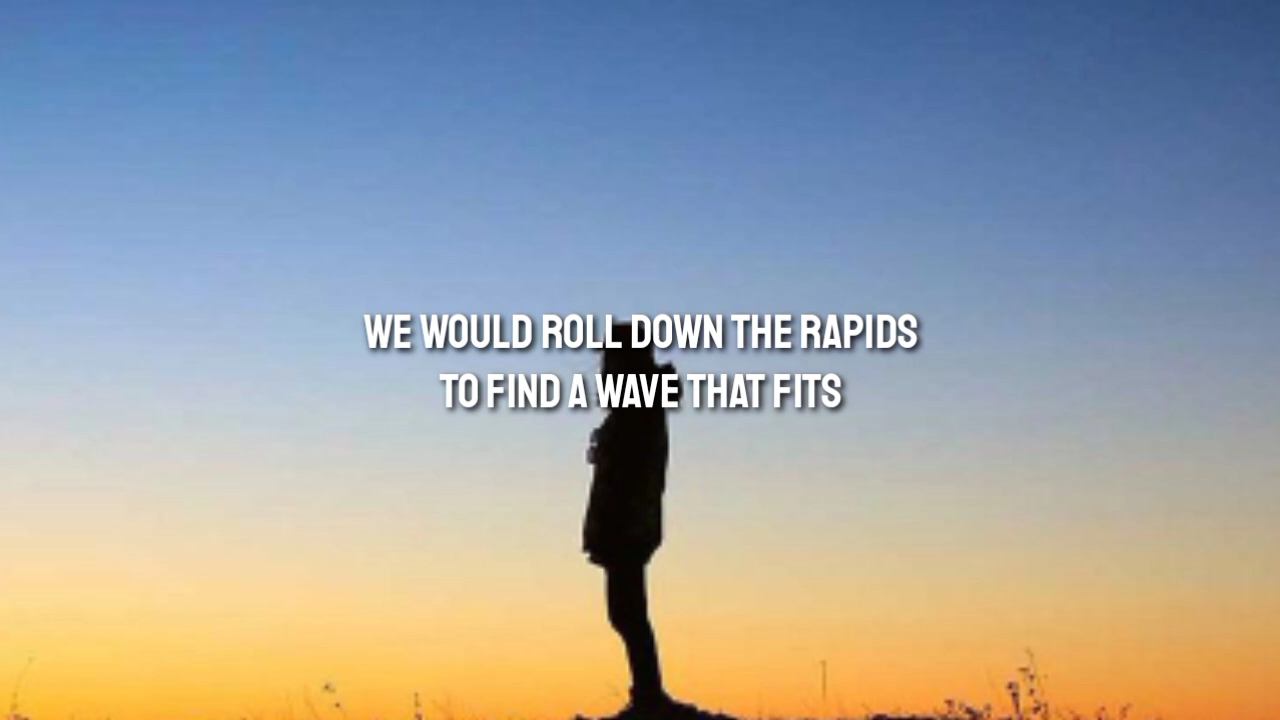 WE WOULD ROLL DOWN THE RAPIDS
TO FIND A WAVE THAT FITS